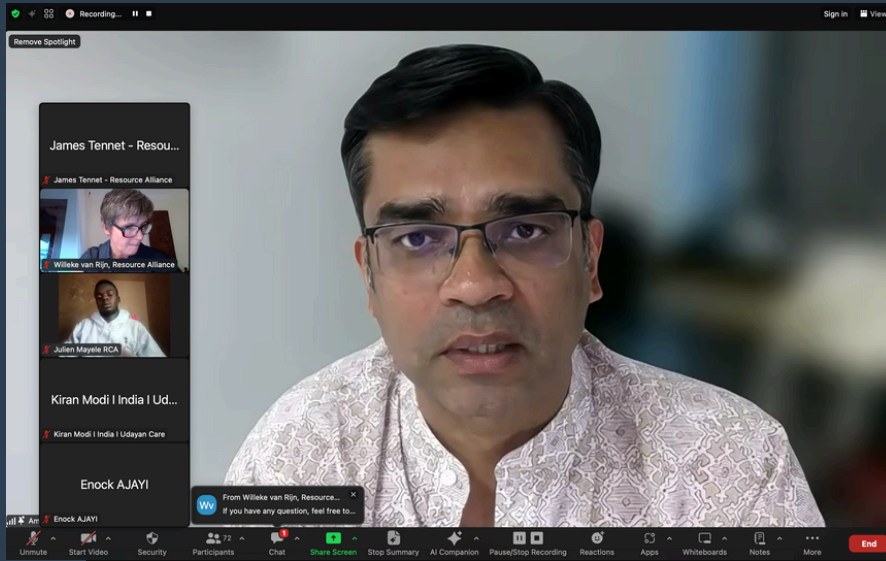 Recording...
Sign in
View
Remove Spotlight
James Tennet - Resou...
James Tennet - Resource Alliance
Willeke van Rijn, Resource Alliance
Julien Mayele RCA
Kiran Modi I India I Ud...
Kiran Modi I India I Udayan Care
Enock AJAYI
Enock AJAYI
Am
Wv
From Willeke van Rijn, Resource...
If you have any question, feel free to...
Unmute
Start Video
Security
Participants
72
Chat
1
Share Screen
Stop Summary
AI Companion
Pause/Stop Recording
Reactions
Apps
Whiteboards
Notes
More
End